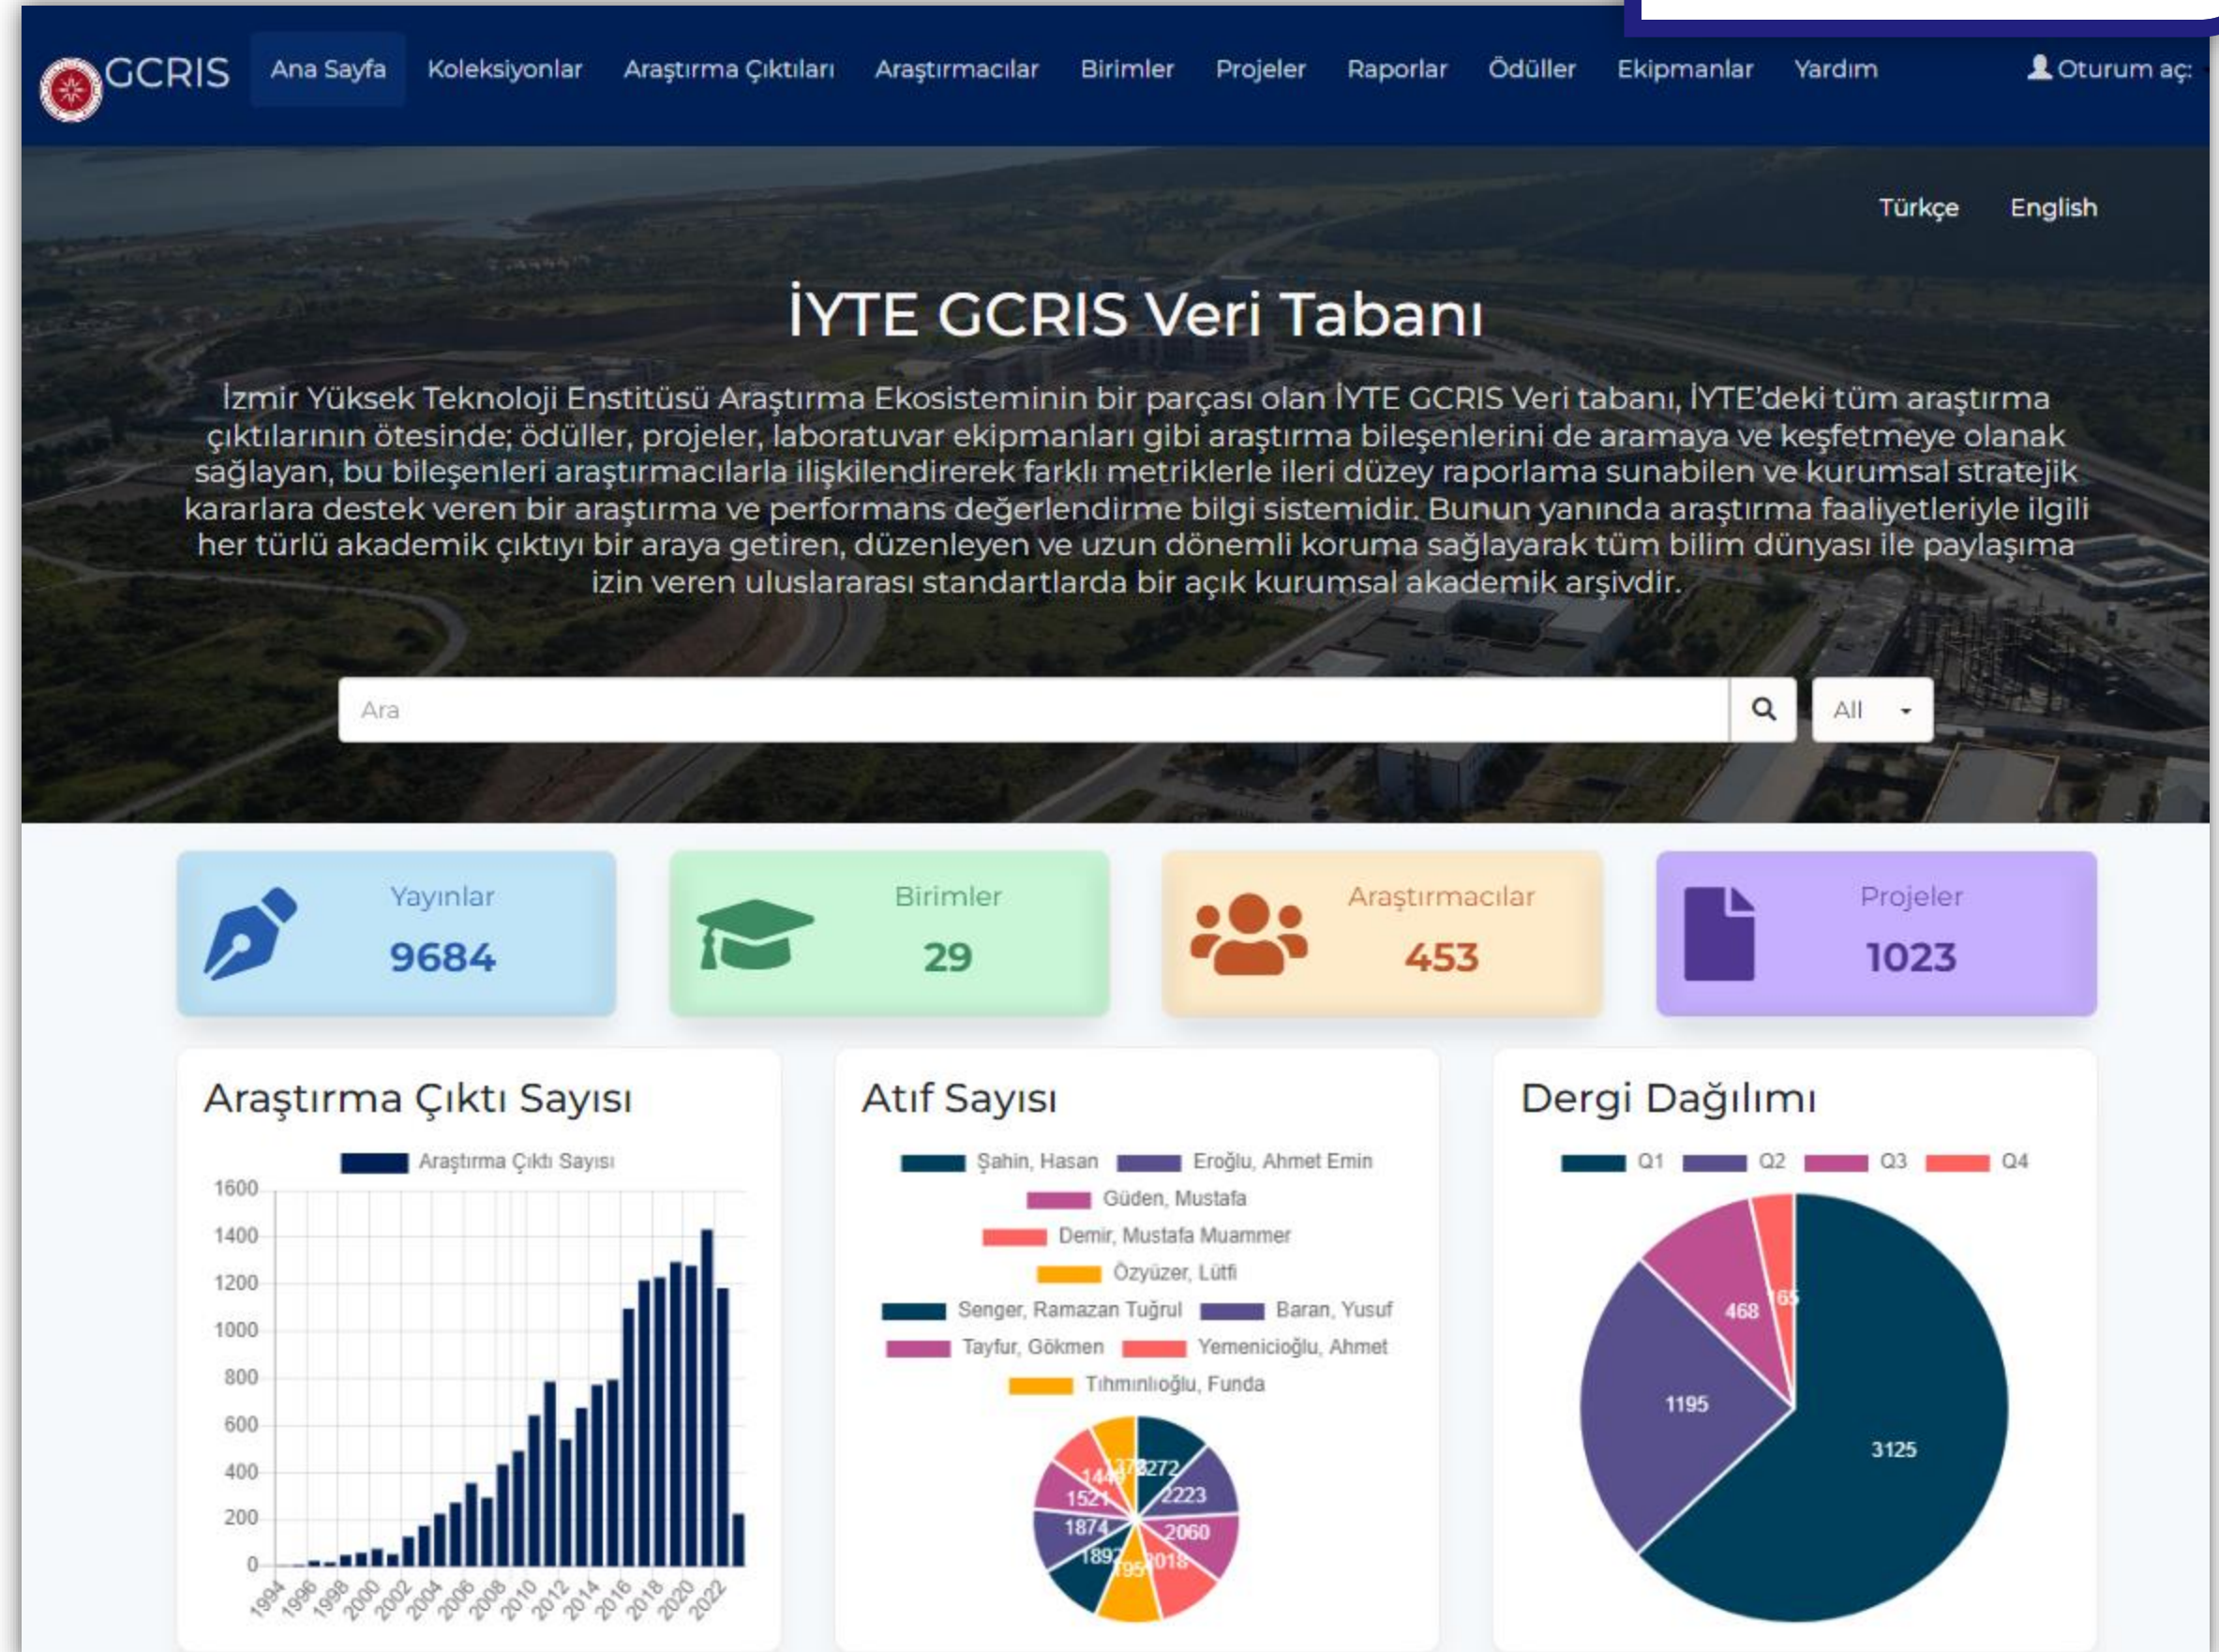 GCRIS Ana Sayfa Koleksiyonlar Araştırma Çıktıları Araştırmacılar Birimler Projeler Raporlar Ödüller Ekipmanlar Yardım Oturum aç:
Türkçe English
İYTE GCRIS Veri Tabanı
İzmir Yüksek Teknoloji Enstitüsü Araştırma Ekosisteminin bir parçası olan İYTE GCRIS Veri tabanı, İYTE’deki tüm araştırma
çıktılarının ötesinde; ödüller, projeler, laboratuvar ekipmanları gibi araştırma bileşenlerini de aramaya ve keşfetmeye olanak
sağlayan, bu bileşenleri araştırmacılarla ilişkilendirerek farklı metriklerle ileri düzey raporlama sunabilen ve kurumsal stratejik
kararlara destek veren bir araştırma ve performans değerlendirme bilgi sistemidir. Bunun yanında araştırma faaliyetleriyle ilgili
her türlü akademik çıktıyı bir araya getiren, düzenleyen ve uzun dönemli koruma sağlayarak tüm bilim dünyası ile paylaşıma
izin veren uluslararası standartlarda bir açık kurumsal akademik arşivdir.
Ara All
Yayınlar
9684
Birimler
29
Araştırmacılar
453
Projeler
1023
Araştırma Çıktı Sayısı
Araştırma Çıktı Sayısı
1600
1400
1200
1000
800
600
400
200
0
1994 1996 1998 2000 2002 2004 2006 2008 2010 2012 2014 2016 2018 2020 2022
Atıf Sayısı
Şahin, Hasan Eroğlu, Ahmet Emin
Güden, Mustafa
Demir, Mustafa Muammer
Özyüzer, Lütfi
Senger, Ramazan Tuğrul Baran, Yusuf
Tayfur, Gökmen Yemenicioğlu, Ahmet
Tıhmınlıoğlu, Funda
2223
2060
1874
1521
Dergi Dağılımı
Q1 Q2 Q3 Q4
468
165
1195
3125